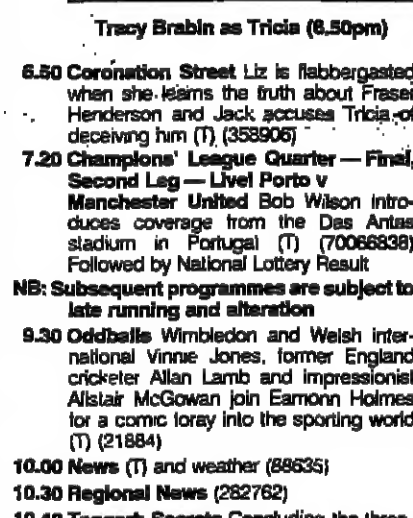 Tracy Brabin as Tricia (6.50pm)
6.50 Coronation Street Liz is flabbergasted
when she learns the truth about Fraser
Henderson and Jack accuses Tricia of
deceiving him (T) (358906)
7.20 Champions' League Quarter — Final,
Second Leg — Live! Porto v
Manchester United Bob Wilson intro-
duces coverage from the Das Antas
stadium in Portugal (T) (70066838)
Followed by National Lottery Result
NB: Subsequent programmes are subject to
late running and alteration
9.30 Oddballs Wimbledon and Welsh inter-
national Vinnie Jones, former England
cricketer Allan Lamb and impressionist
Alistair McGowan join Eamonn Holmes
for a comic foray into the sporting world
(T) (21884)
10.00 News (T) and weather (88635)
10.30 Regional News (282762)